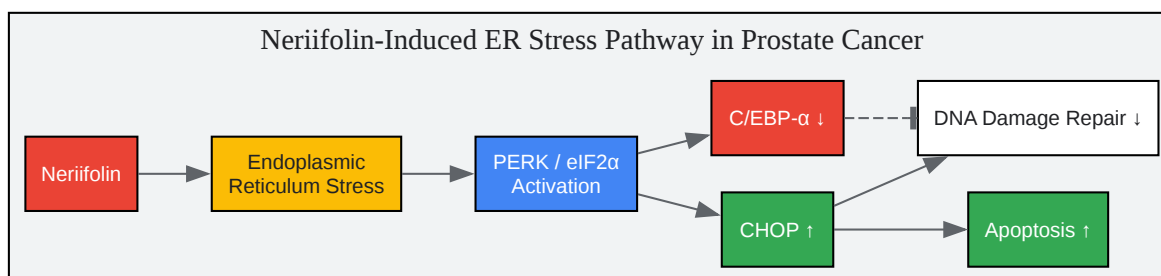 Neriifolin-Induced ER Stress Pathway in Prostate Cancer
Neriifolin
Endoplasmic
Reticulum Stress
PERK / eIF2α
Activation
C/EBP-α ↓
DNA Damage Repair ↓
CHOP ↑
Apoptosis ↑